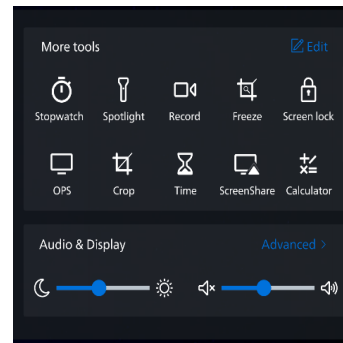 More tools Edit
Stopwatch Spotlight Record Freeze Screen lock
OPS Crop Time ScreenShare Calculator
Audio & Display Advanced >